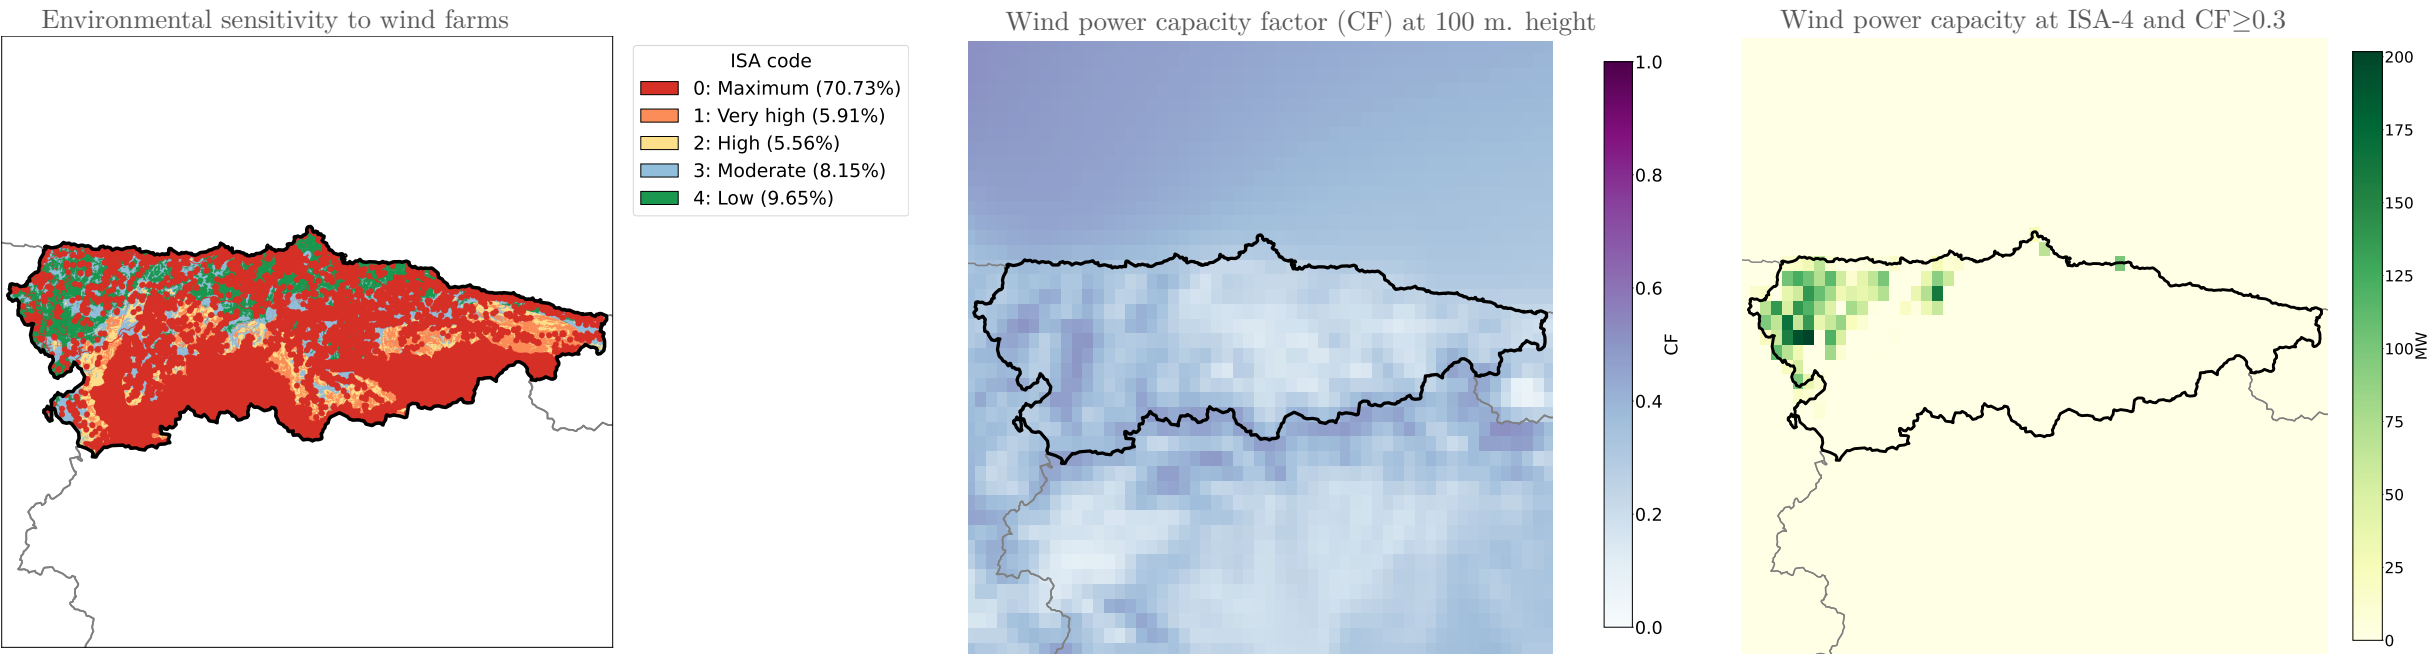 Environmental sensitivity to wind farms
ISA code
0: Maximum (70.73%)
1: Very high (5.91%)
2: High (5.56%)
3: Moderate (8.15%)
4: Low (9.65%)
Wind power capacity factor (CF) at 100 m. height
1.0
0.8
0.6
0.4
0.2
0.0
CF
Wind power capacity at ISA-4 and CF≥0.3
200
175
150
125
100
75
50
25
0
MW